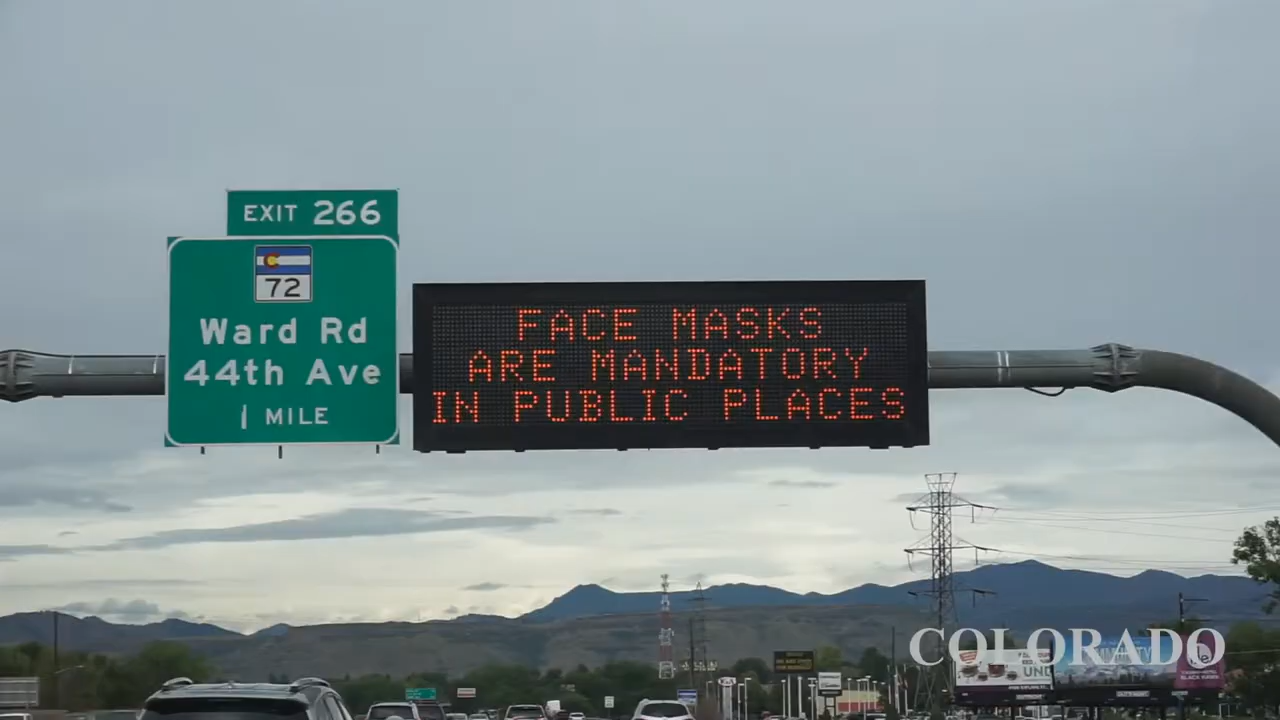 EXIT 266
72
Ward Rd
44th Ave
1 MILE
FACE MASKS
ARE MANDATORY
IN PUBLIC PLACES
COLORADO